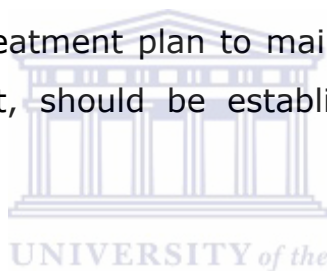 eatment plan to mai
t, should be establi
UNIVERSITY of the